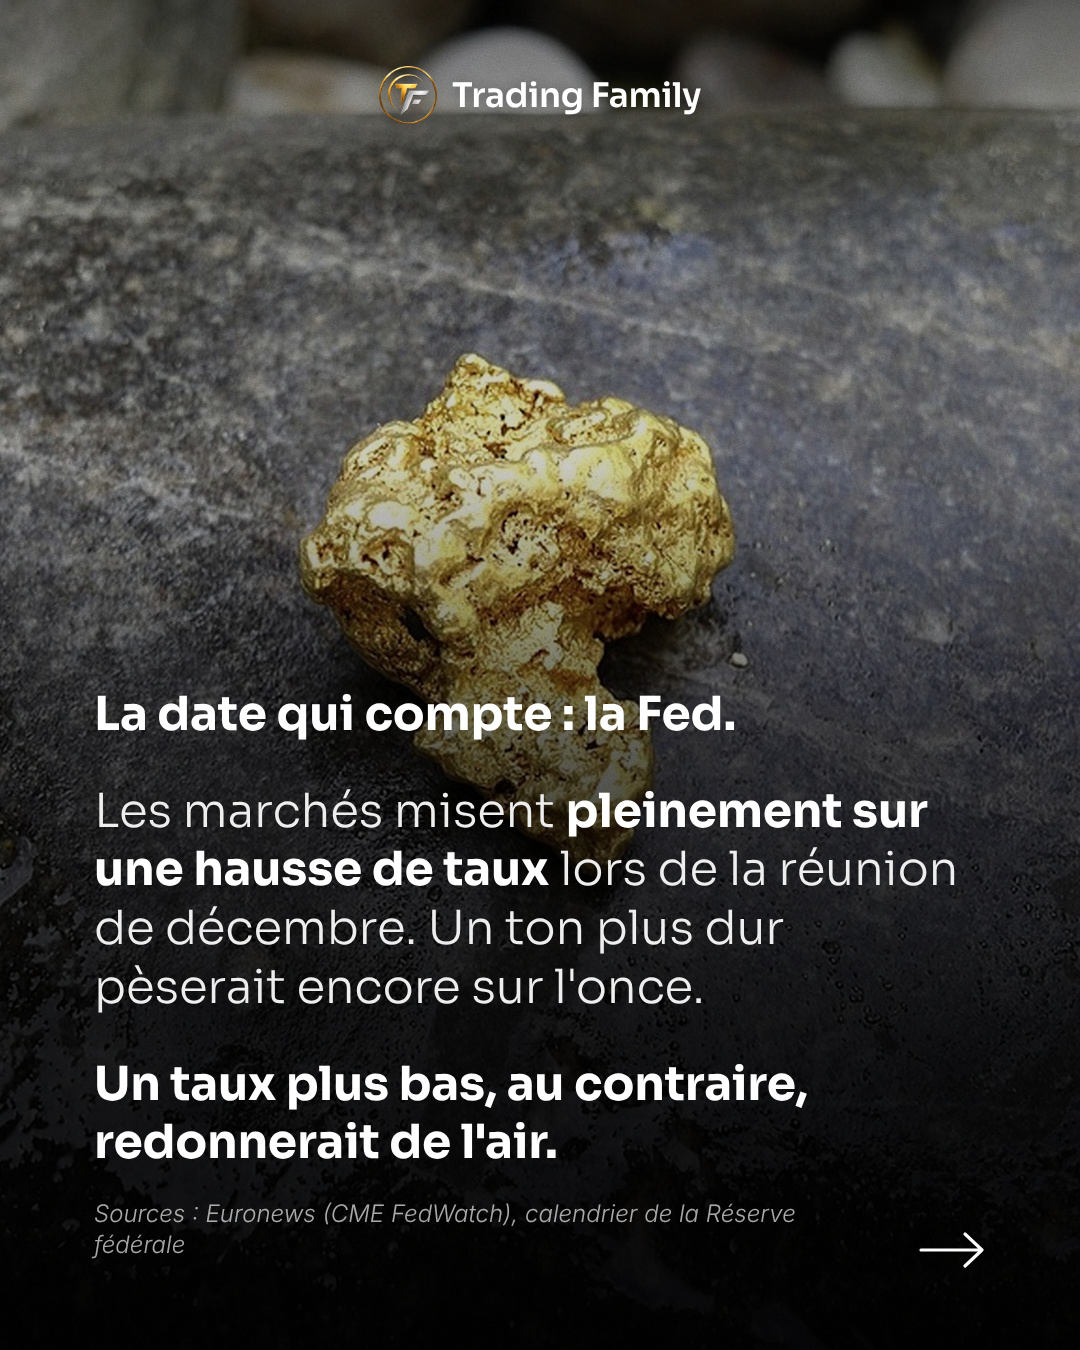 TF Trading Family
La date qui compte : la Fed.
Les marchés misent pleinement sur
une hausse de taux lors de la réunion
de décembre. Un ton plus dur
pèserait encore sur l'once.
Un taux plus bas, au contraire,
redonnerait de l'air.
Sources : Euronews (CME FedWatch), calendrier de la Réserve
fédérale